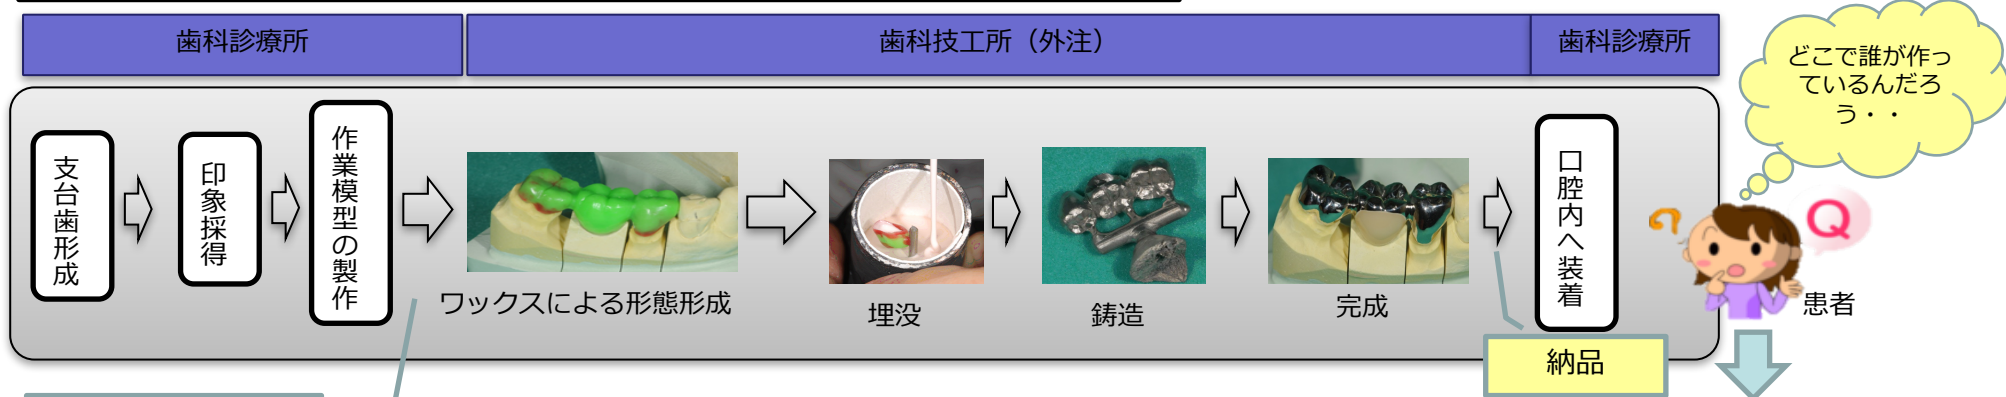 歯科診療所
歯科技工所（外注）
歯科診療所
どこで誰が作っ
ているんだろ
う・・
支台歯形成
印象採得
作業模型の製作
ワックスによる形態形成
埋没
鋳造
完成
口腔内へ装着
Q
患者
納品